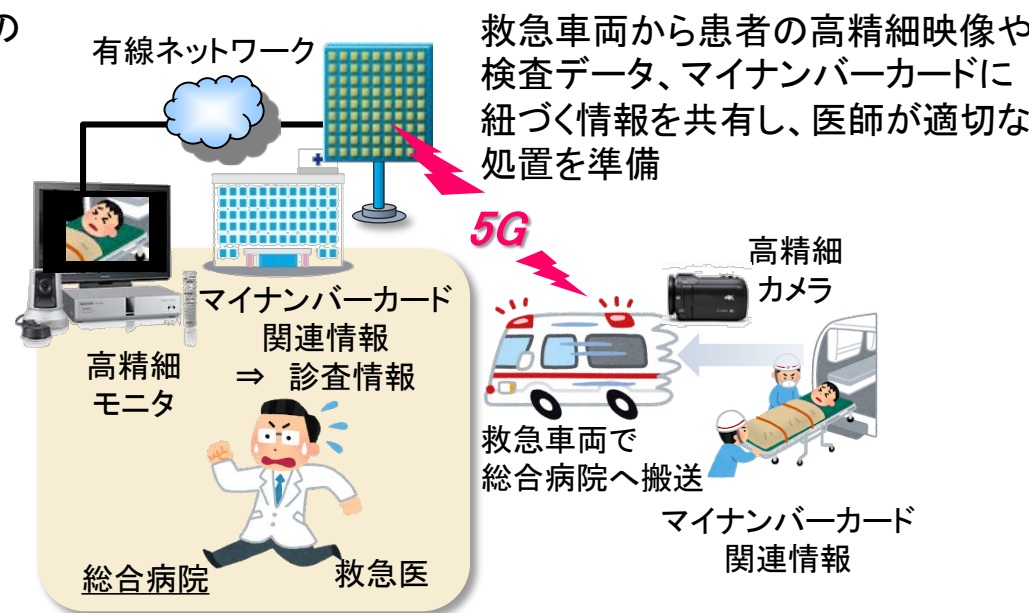 の
有線ネットワーク
救急車両から患者の高精細映像や
検査データ、マイナンバーカードに
紐づく情報を共有し、医師が適切な
処置を準備
5G
高精細
カメラ
マイナンバーカード
関連情報
⇒ 診査情報
高精細
モニタ
救急車両で
総合病院へ搬送
マイナンバーカード
関連情報
総合病院
救急医